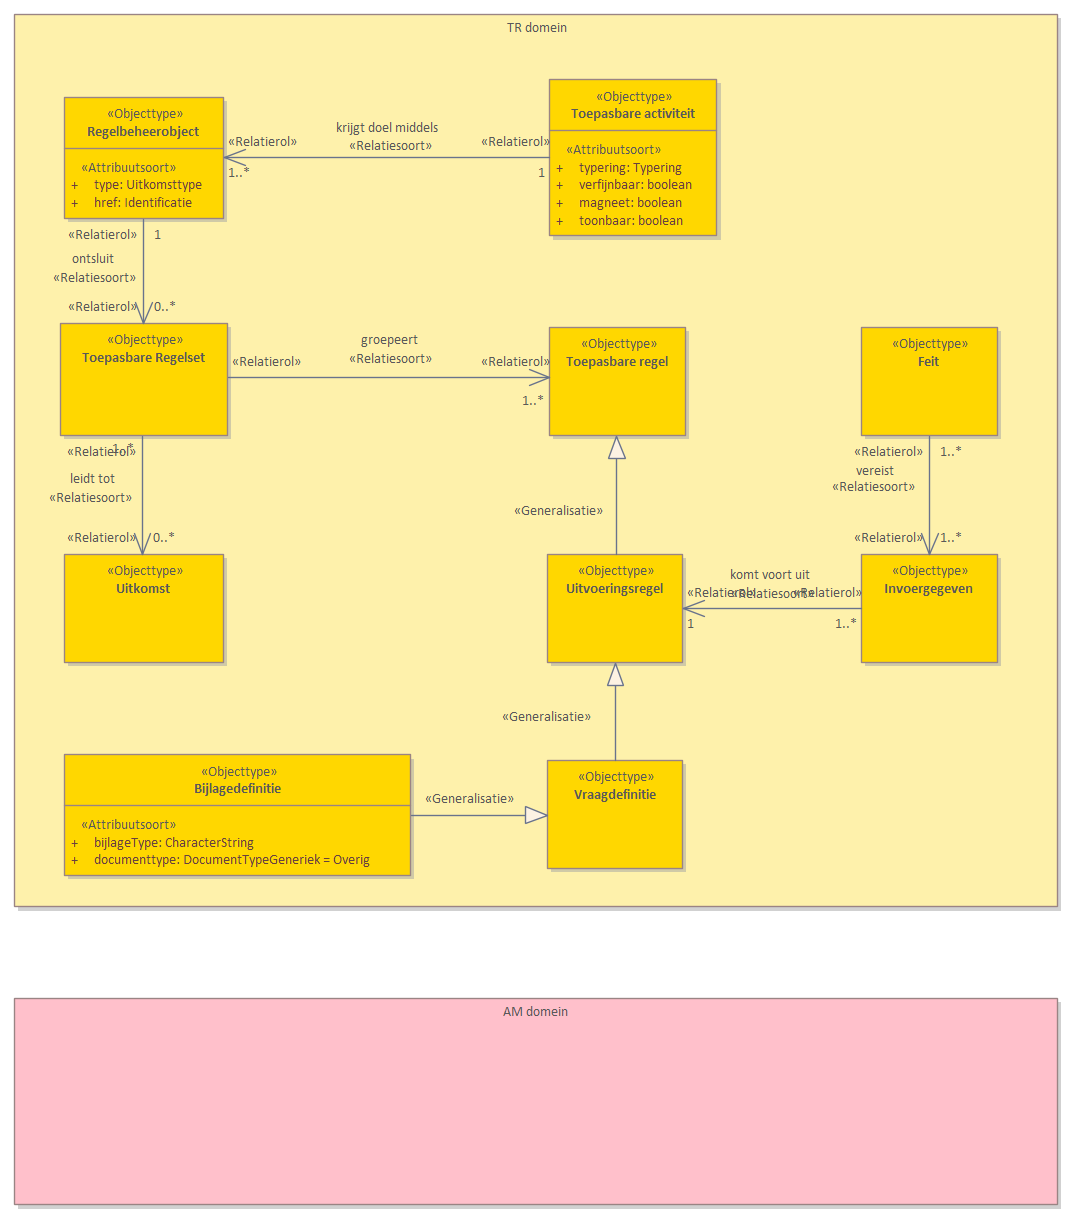 TR domein
«Objecttype»
Regelbeheerobject
«Attribuutsoort»
+ type: Uitkomsttype
+ href: Identificatie
krijgt doel middels
«Relatiesoort»
«Relatierol»
1..*
«Relatierol»
1
«Objecttype»
Toepasbare activiteit
«Attribuutsoort»
+ typering: Typering
+ verfijnbaar: boolean
+ magneet: boolean
+ toonbaar: boolean
«Relatierol» 1
ontsluit
«Relatiesoort»
«Relatierol» 0..*
«Objecttype»
Toepasbare Regelset
groepeert
«Relatiesoort»
«Relatierol»
«Relatierol»
1..*
«Objecttype»
Toepasbare regel
«Objecttype»
Feit
1..*
«Relatierol»
leidt tot
«Relatiesoort»
«Relatierol» 0..*
«Generalisatie»
«Relatierol» 1..*
vereist
«Relatiesoort»
«Relatierol» 1..*
«Objecttype»
Uitkomst
«Objecttype»
Uitvoeringsregel
komt voort uit
«Relatierol»
«Relatiesoort»
«Relatierol»
1
1..*
«Objecttype»
Invoergegeven
«Generalisatie»
«Objecttype»
Bijlagedefinitie
«Attribuutsoort»
+ bijlageType: CharacterString
+ documenttype: DocumentTypeGeneriek = Overig
«Generalisatie»
«Objecttype»
Vraagdefinitie
AM domein